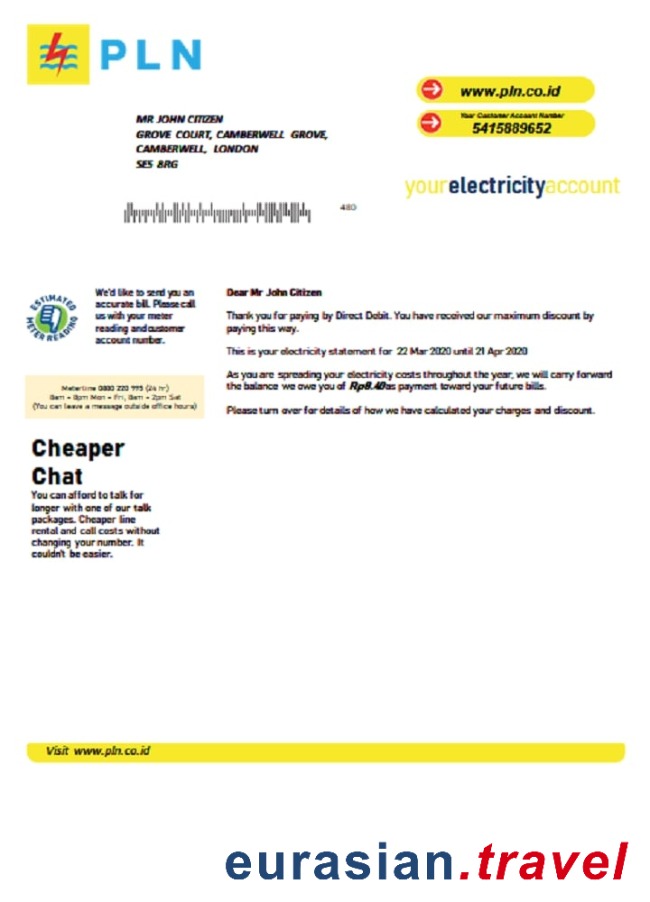 PLN
www.pln.co.id
Your Customer Account Number
5415889652
MR JOHN CITIZEN
GROVE COURT, CAMBERWELL GROVE,
CAMBERWELL, LONDON
SE5 8RG
yourelectricityaccount
480
ESTIMATED
METER READING
We'd like to send you an
accurate bill. Please call
us with your meter
reading and customer
account number.
Meterline 0800 220 995 (24 hr)
8am - 8pm Mon - Fri, 8am - 2pm Sat
(You can leave a message outside office hours)
Cheaper
Chat
You can afford to talk for
longer with one of our talk
packages. Cheaper line
rental and call costs without
changing your number. It
couldn't be easier.
Dear Mr John Citizen
Thank you for paying by Direct Debit. You have received our maximum discount by
paying this way.
This is your electricity statement for 22 Mar 2020 until 21 Apr 2020
As you are spreading your electricity costs throughout the year, we will carry forward
the balance we owe you of Rp8.40as payment toward your future bills.
Please turn over for details of how we have calculated your charges and discount.
Visit www.pln.co.id
eurasian.travel